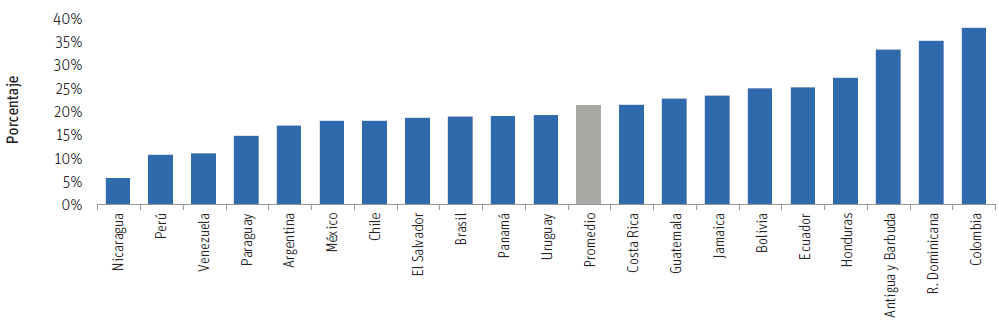 Porcentaje
40%
35%
30%
25%
20%
15%
10%
5%
0%
Nicaragua
Perú
Venezuela
Paraguay
Argentina
México
Chile
El Salvador
Brasil
Panamá
Uruguay
Promedio
Costa Rica
Guatemala
Jamaica
Bolivia
Ecuador
Honduras
Antigua y Barbuda
R. Dominicana
Colombia